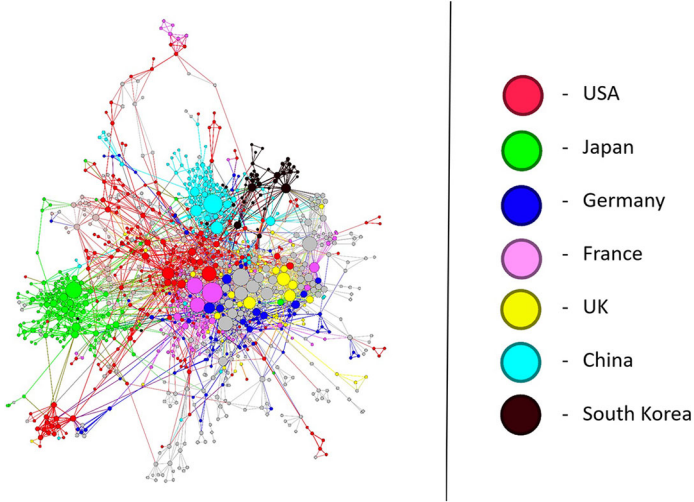 - USA
- Japan
- Germany
- France
- UK
- China
- South Korea